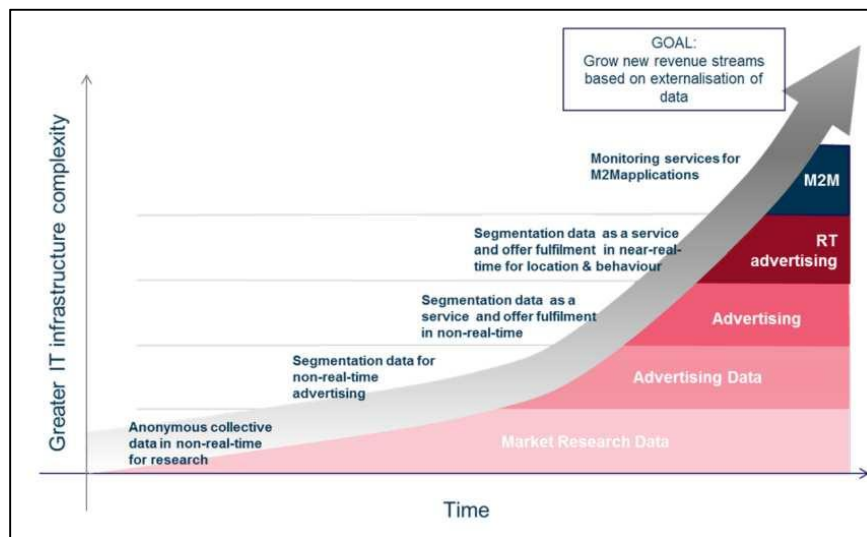 GOAL:
Grow new revenue streams
based on externalisation of
data
Greater IT infrastructure complexity
Monitoring services for
M2Mapplications
M2M
Segmentation data as a service
and offer fulfilment in near-real-
time for location & behaviour
RT
advertising
Segmentation data as a
service and offer fulfilment
in non-real-time
Advertising
Segmentation data for
non-real-time
advertising
Advertising Data
Anonymous collective
data in non-real-time
for research
Market Research Data
Time